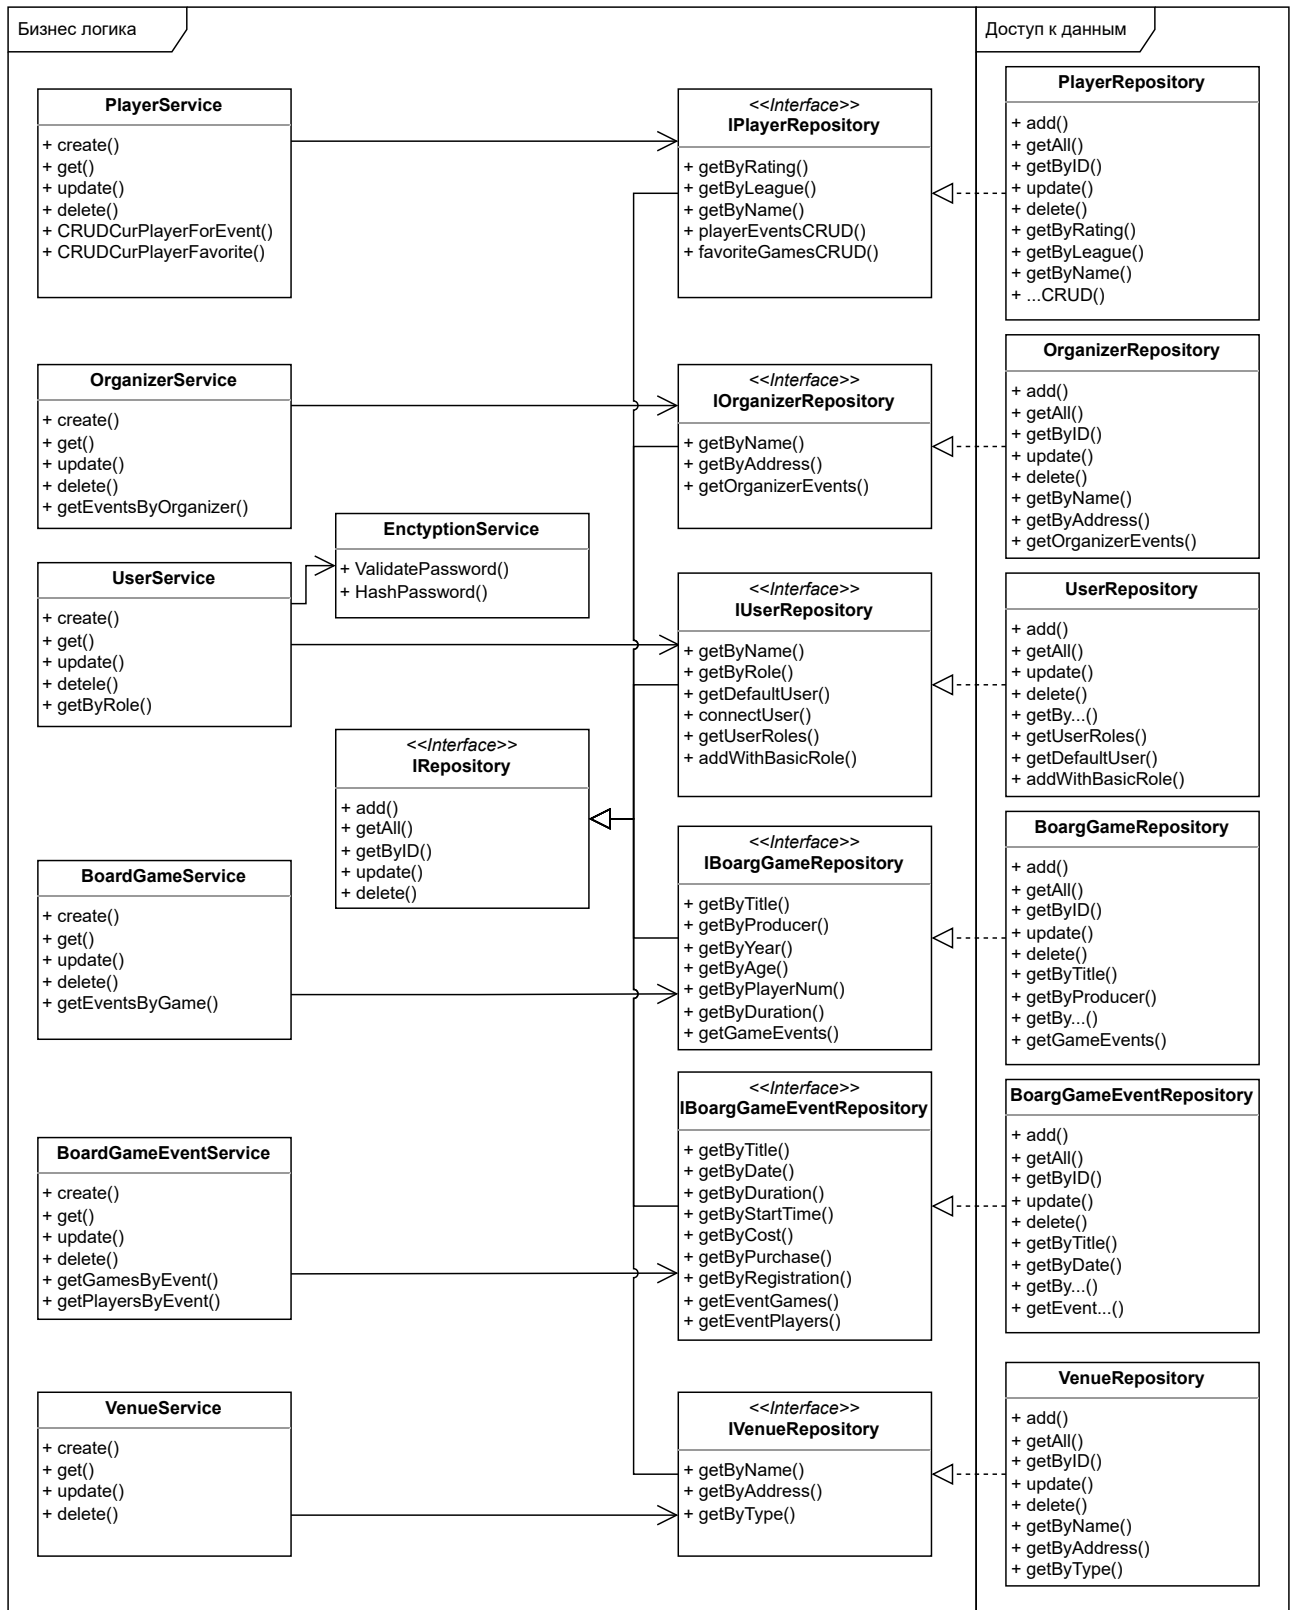 Бизнес логика
Доступ к данным
PlayerService
+ create()
+ get()
+ update()
+ delete()
+ CRUDCurPlayerForEvent()
+ CRUDCurPlayerFavorite()
<<Interface>>
IPlayerRepository
+ getByRating()
+ getByLeague()
+ getByName()
+ playerEventsCRUD()
+ favoriteGamesCRUD()
PlayerRepository
+ add()
+ getAll()
+ getByID()
+ update()
+ delete()
+ getByRating()
+ getByLeague()
+ getByName()
+ ...CRUD()
OrganizerService
+ create()
+ get()
+ update()
+ delete()
+ getEventsByOrganizer()
<<Interface>>
IOrganizerRepository
+ getByName()
+ getByAddress()
+ getOrganizerEvents()
OrganizerRepository
+ add()
+ getAll()
+ getByID()
+ update()
+ delete()
+ getByName()
+ getByAddress()
+ getOrganizerEvents()
EnctyptionService
+ ValidatePassword()
+ HashPassword()
UserService
+ create()
+ get()
+ update()
+ detele()
+ getByRole()
<<Interface>>
IUserRepository
+ getByName()
+ getByRole()
+ getDefaultUser()
+ connectUser()
+ getUserRoles()
+ addWithBasicRole()
UserRepository
+ add()
+ getAll()
+ update()
+ delete()
+ getBy...()
+ getUserRoles()
+ getDefaultUser()
+ addWithBasicRole()
<<Interface>>
IRepository
+ add()
+ getAll()
+ getByID()
+ update()
+ delete()
BoardGameService
+ create()
+ get()
+ update()
+ delete()
+ getEventsByGame()
<<Interface>>
IBoargGameRepository
+ getByTitle()
+ getByProducer()
+ getByYear()
+ getByAge()
+ getByPlayerNum()
+ getByDuration()
+ getGameEvents()
BoargGameRepository
+ add()
+ getAll()
+ getByID()
+ update()
+ delete()
+ getByTitle()
+ getByProducer()
+ getBy...()
+ getGameEvents()
BoardGameEventService
+ create()
+ get()
+ update()
+ delete()
+ getGamesByEvent()
+ getPlayersByEvent()
<<Interface>>
IBoargGameEventRepository
+ getByTitle()
+ getByDate()
+ getByDuration()
+ getByStartTime()
+ getByCost()
+ getByPurchase()
+ getByRegistration()
+ getEventGames()
+ getEventPlayers()
BoargGameEventRepository
+ add()
+ getAll()
+ getByID()
+ update()
+ delete()
+ getByTitle()
+ getByDate()
+ getBy...()
+ getEvent...()
VenueService
+ create()
+ get()
+ update()
+ delete()
<<Interface>>
IVenueRepository
+ getByName()
+ getByAddress()
+ getByType()
VenueRepository
+ add()
+ getAll()
+ getByID()
+ update()
+ delete()
+ getByName()
+ getByAddress()
+ getByType()